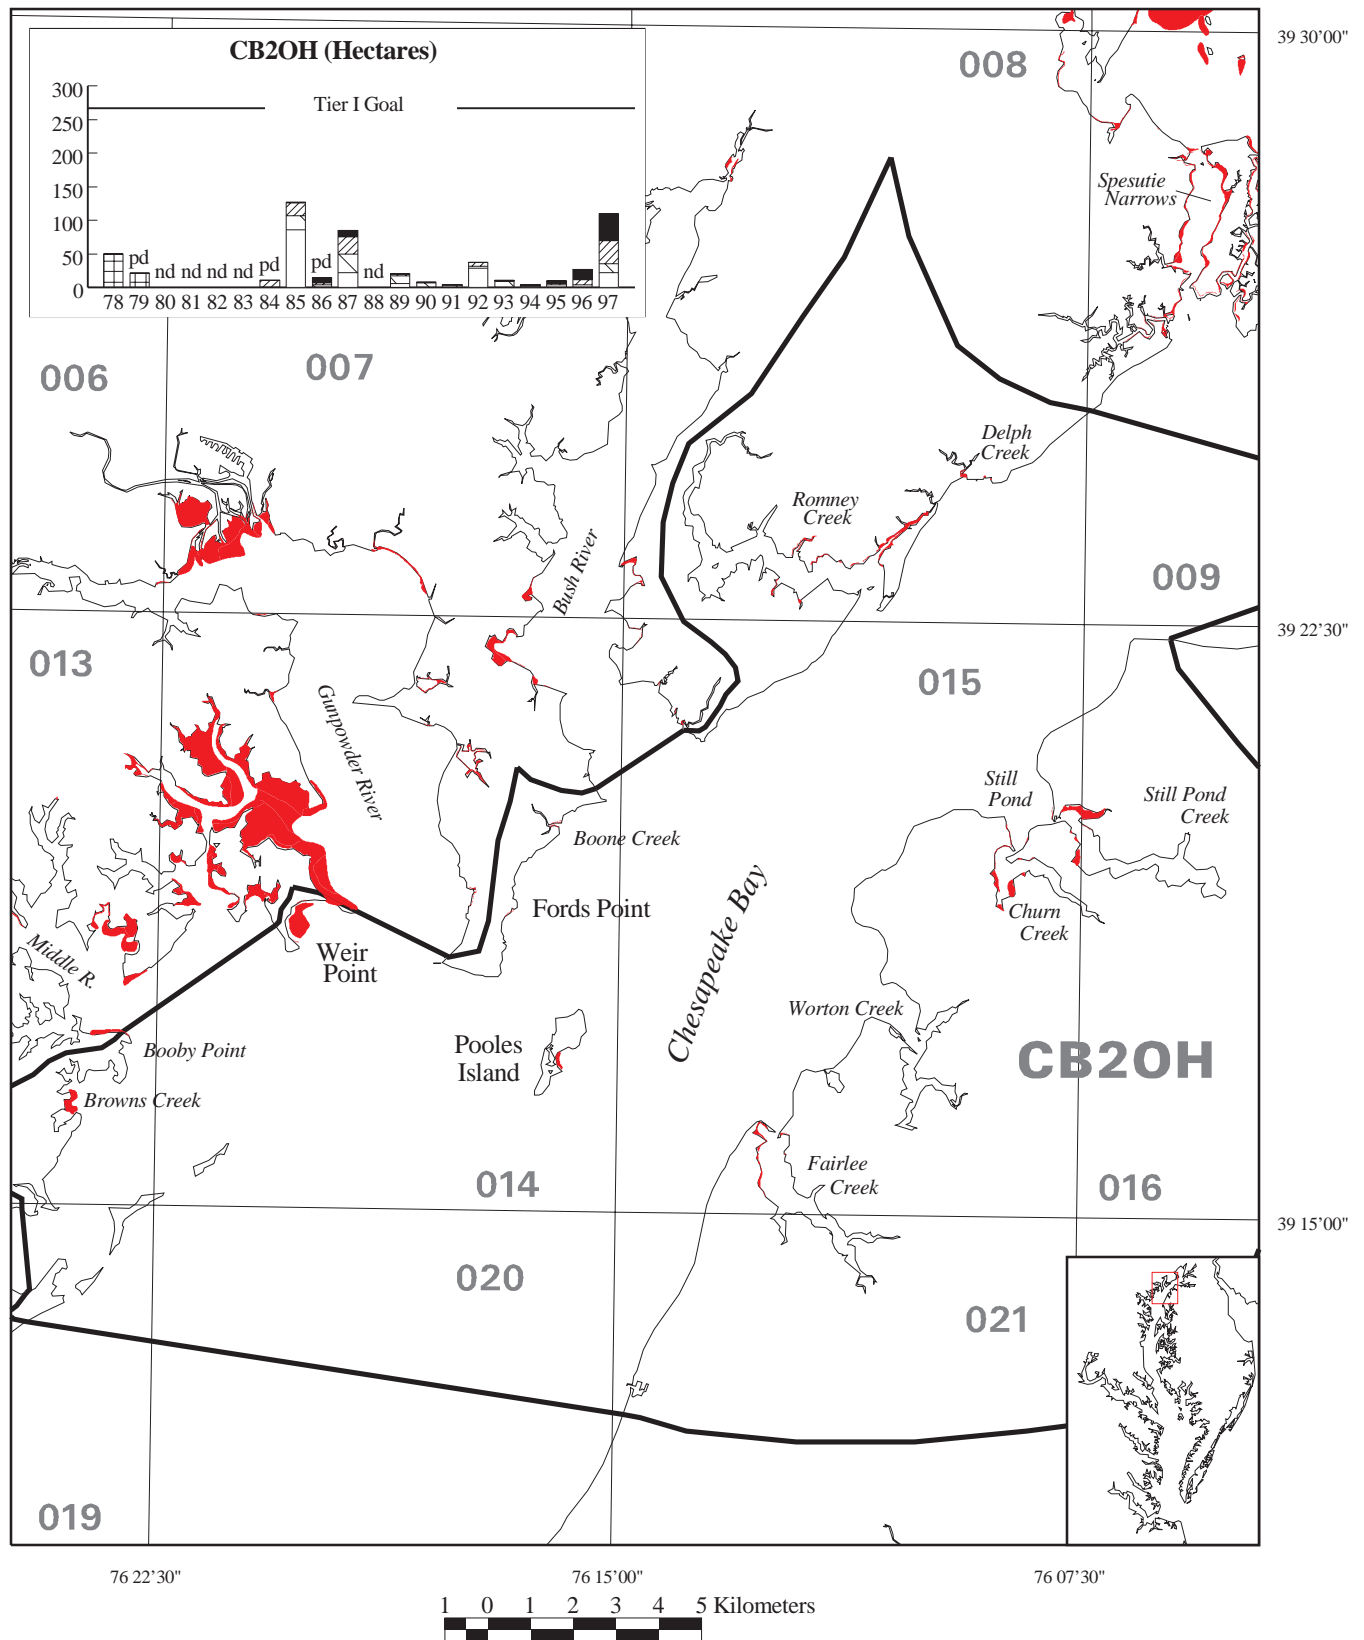 CB2OH (Hectares)
300
250
200
150
100
50
0
Tier I Goal
pd
nd
nd
nd
nd
pd
pd
nd
78 79 80 81 82 83 84 85 86 87 88 89 90 91 92 93 94 95 96 97
008
39 30'00"
Spesutie
Narrows
006
007
Delph
Creek
Romney
Creek
Bush River
009
39 22'30"
013
015
Gunpowder River
Still
Pond
Still Pond
Creek
Boone Creek
Chesapeake Bay
Fords Point
Churn
Creek
Middle R.
Weir
Point
Worton Creek
Pooles
Island
CB2OH
Booby Point
Browns Creek
Fairlee
Creek
014
016
39 15'00"
020
021
019
76 22'30"
76 15'00"
76 07'30"
1 0 1 2 3 4 5 Kilometers